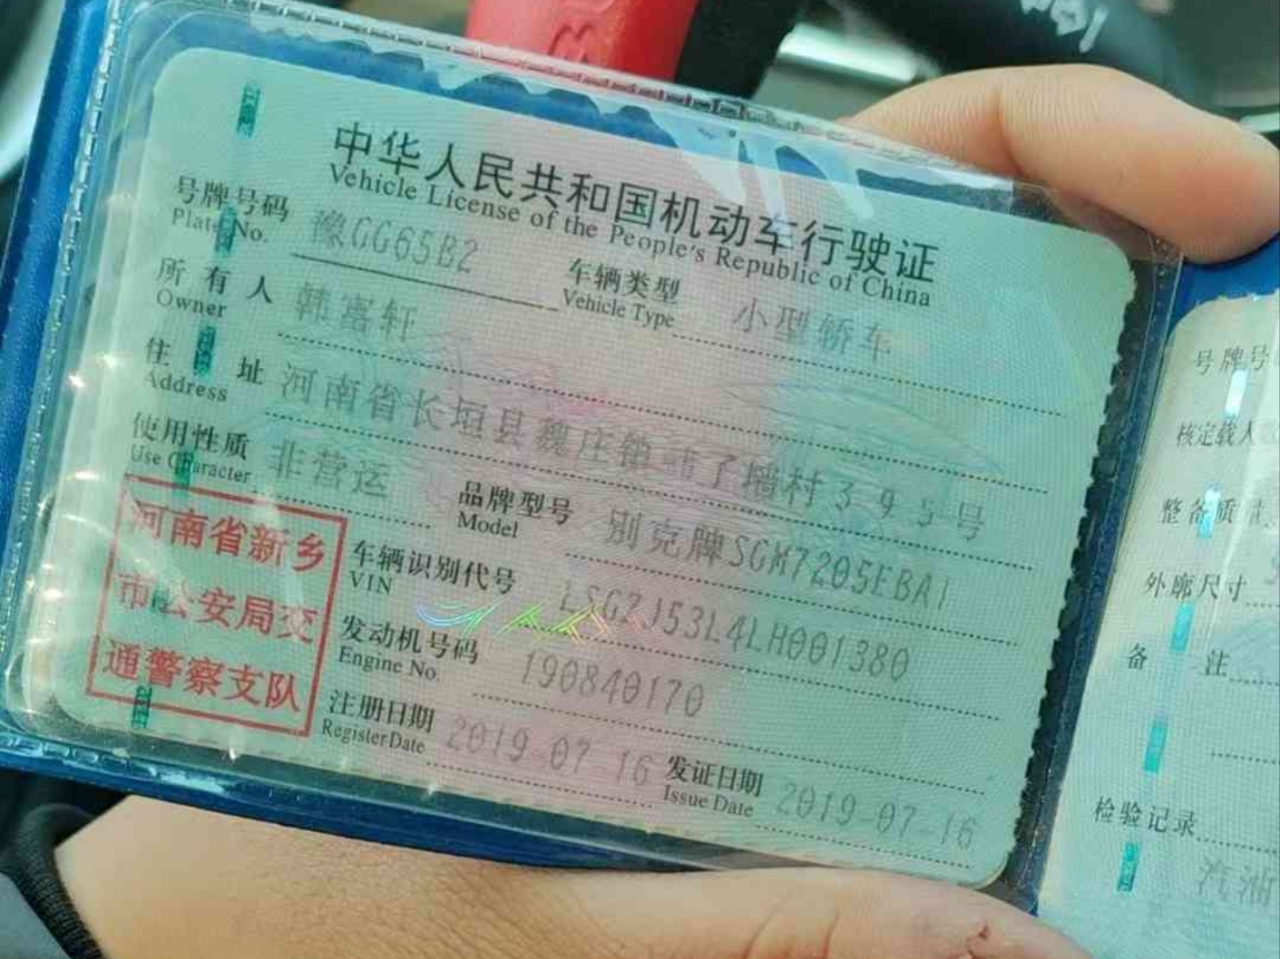 中华人民共和国机动车行驶证
Vehicle License of the People's Republic of China
号牌号码 豫GG65B2 车辆类型 小型轿车
Plate No. Vehicle Type
所有人 韩富轩
Owner
住址 河南省长垣县魏庄镇 村395号
Address
使用性质 非营运 品牌型号 别克牌SGM7205EBA1
Use Character Model
河南省新乡
市公安局交
通警察支队
车辆识别代号 LSGZJ53L4LH001380
VIN
发动机号码 190840170
Engine No.
注册日期 2019-07-16 发证日期 2019-07-16
Register Date Issue Date
号牌号
核定载人
整备质量
外廓尺寸
备注
检验记录
汽油